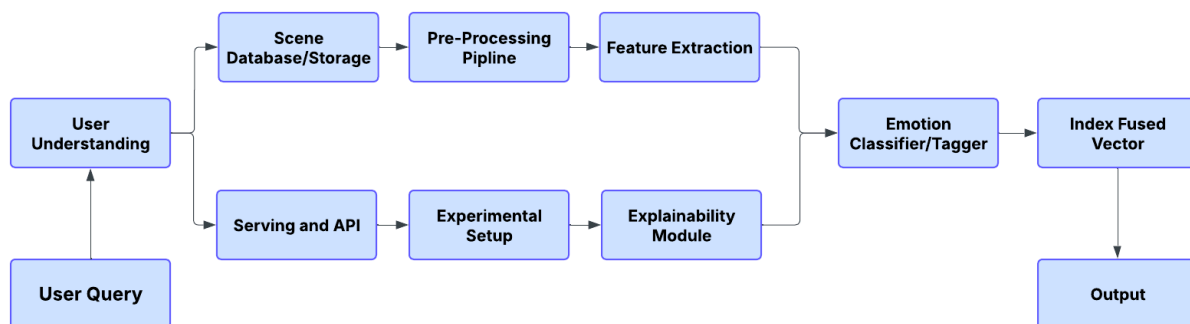 Scene
Database/Storage
Pre-Processing
Pipline
Feature Extraction
User
Understanding
Emotion
Classifier/Tagger
Index Fused
Vector
Serving and API
Experimental
Setup
Explainability
Module
User Query
Output